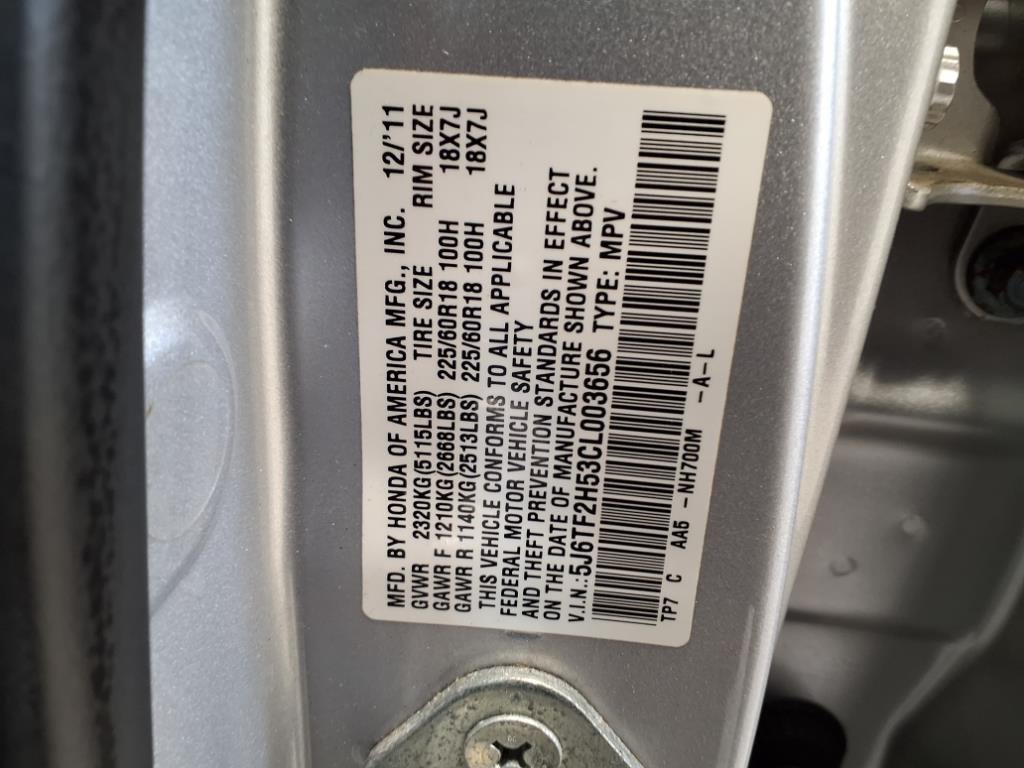 MFD. BY HONDA OF AMERICA MFG., INC. 12/'11
GVWR 2320KG(5115LBS) TIRE SIZE RIM SIZE
GAWR F 1210KG(2668LBS) 225/60R18 100H 18X7J
GAWR R 1140KG(2513LBS) 225/60R18 100H 18X7J
THIS VEHICLE CONFORMS TO ALL APPLICABLE
FEDERAL MOTOR VEHICLE SAFETY
AND THEFT PREVENTION STANDARDS IN EFFECT
ON THE DATE OF MANUFACTURE SHOWN ABOVE.
V.I.N.:5J6TF2H53CL003656 TYPE: MPV
TP7 C AA5 -NH700M -A-L